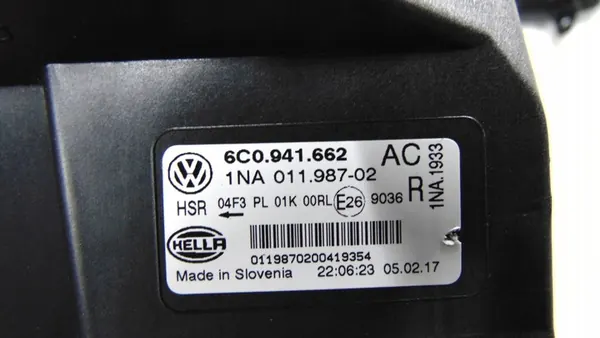 6C0.941.662 AC
1NA 011.987-02 R
1NA.1933
HSR 04F3 PL 01K 00RL E26 9036
HELLA
0119870200419354
Made in Slovenia 22:06:23 05.02.17